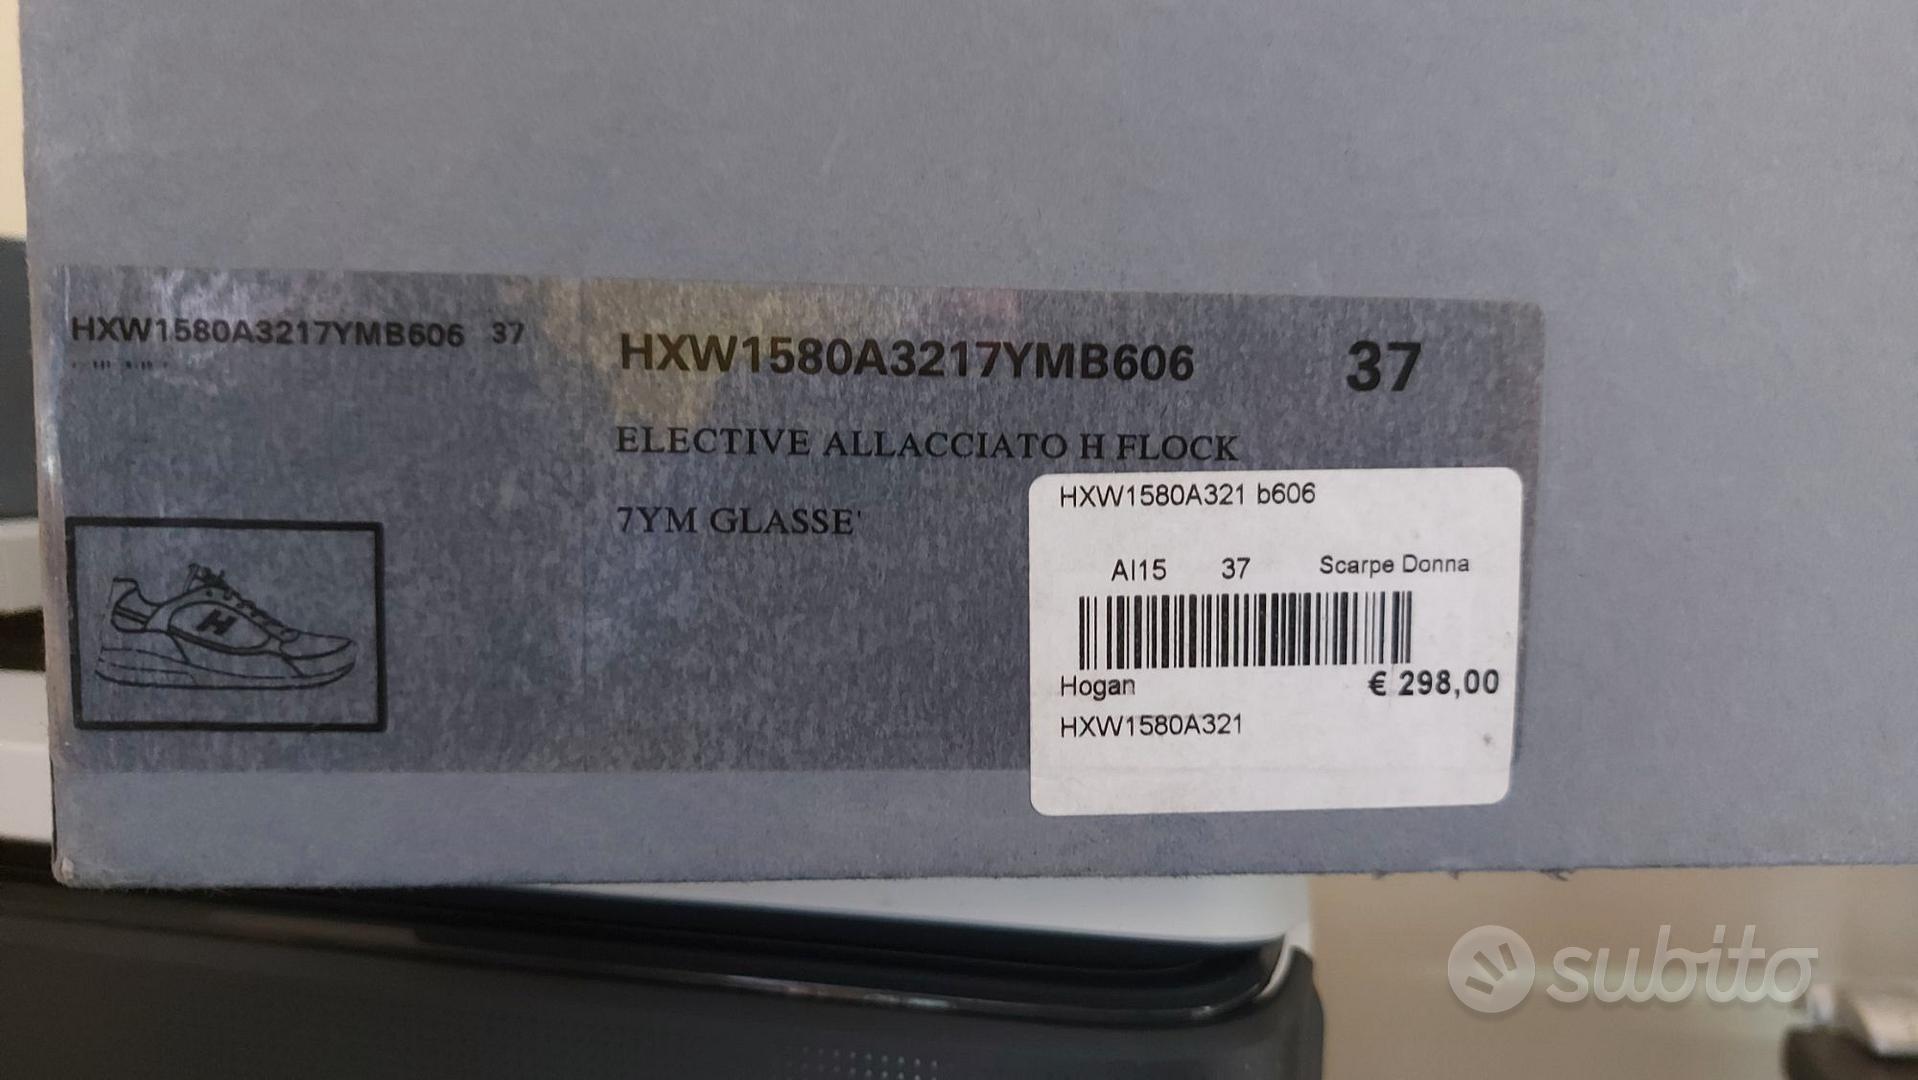 HXW1580A3217YMB606 37
HXW1580A3217YMB606 37
ELECTIVE ALLACCIATO H FLOCK
7YM GLASSE'
H
HXW1580A321 b606
AI15 37 Scarpe Donna
Hogan € 298,00
HXW1580A321
subito